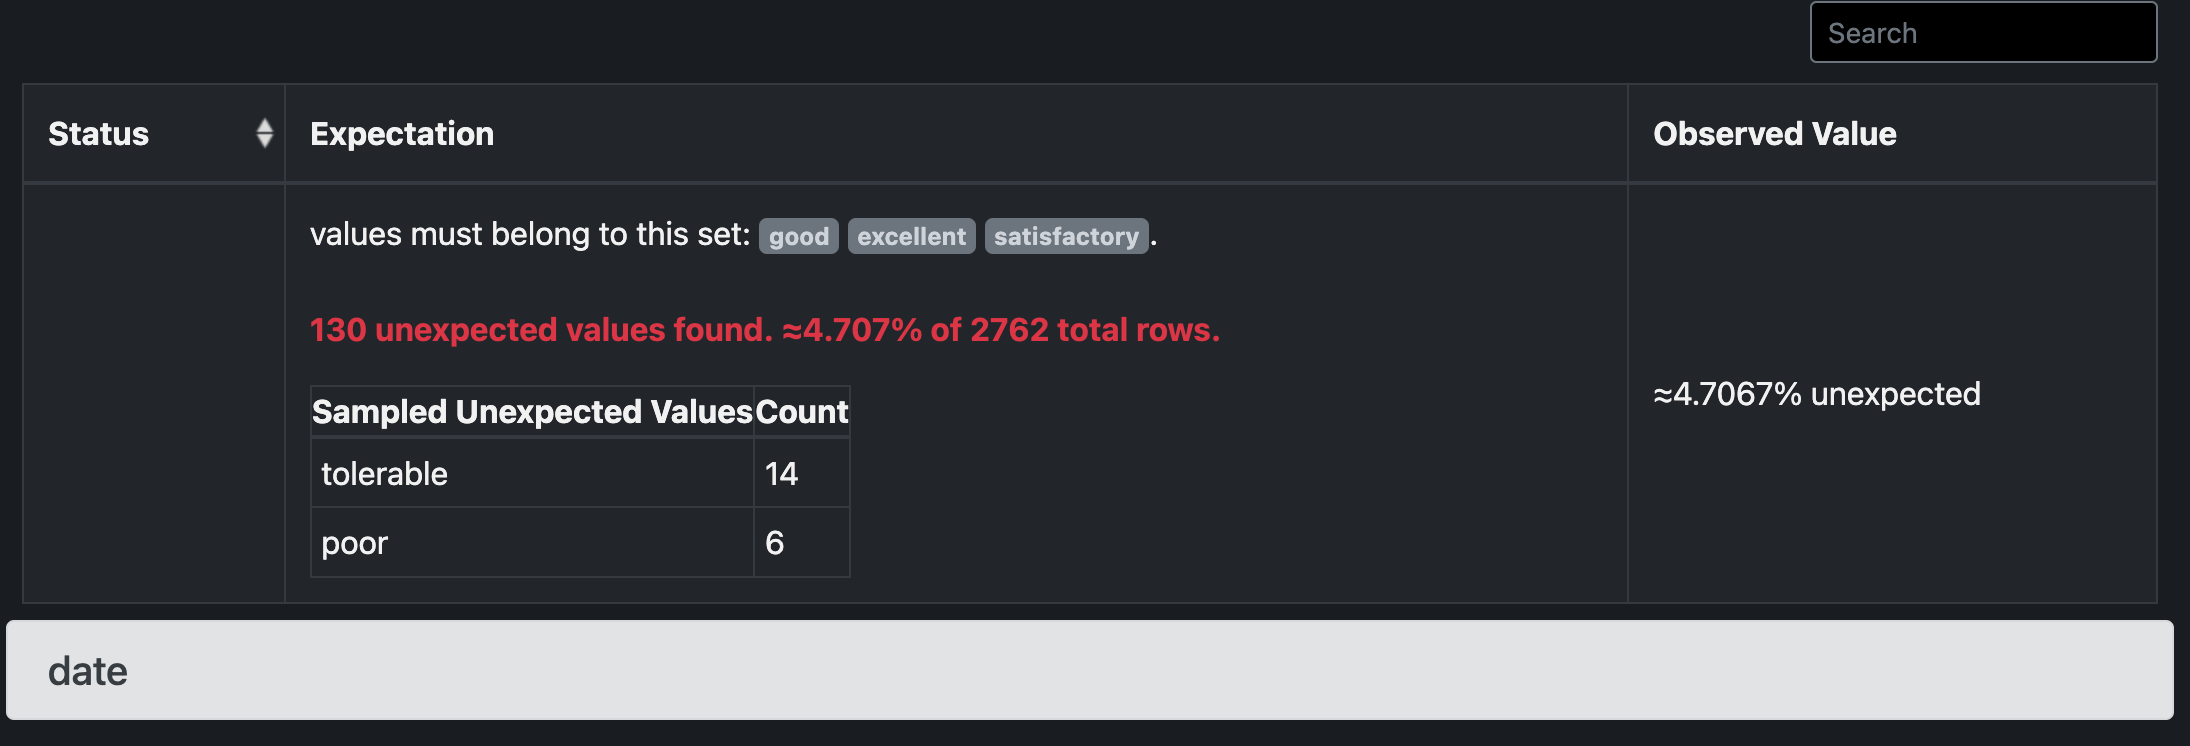 Search
Status Expectation Observed Value
values must belong to this set: good excellent satisfactory.
130 unexpected values found. ≈4.707% of 2762 total rows.
≈4.7067% unexpected
Sampled Unexpected Values Count
tolerable 14
poor 6
date